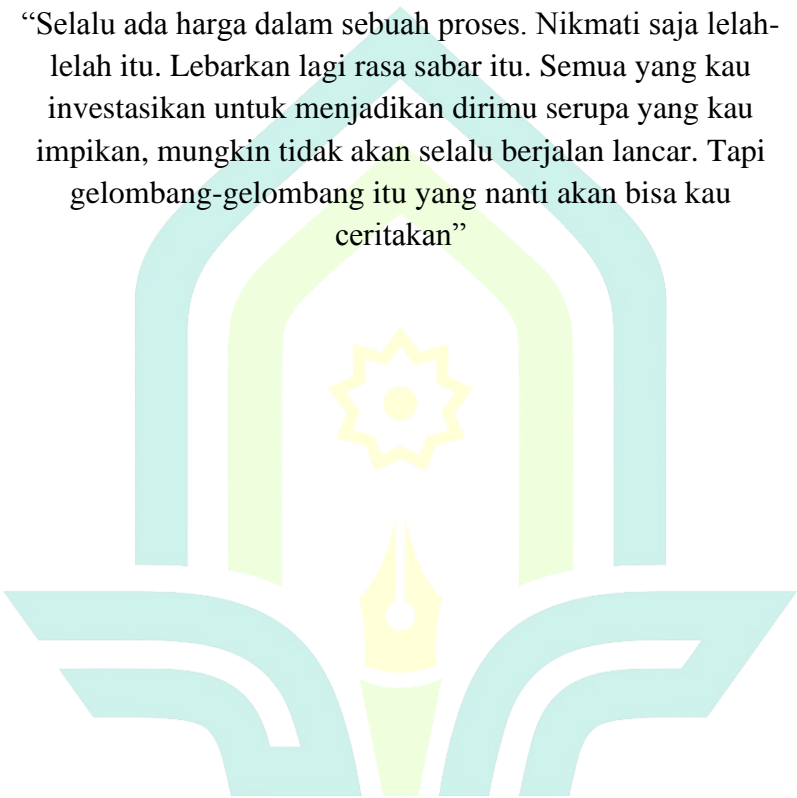 “Selalu ada harga dalam sebuah proses. Nikmati saja lelah-
lelah itu. Lebarkan lagi rasa sabar itu. Semua yang kau
investasikan untuk menjadikan dirimu serupa yang kau
impikan, mungkin tidak akan selalu berjalan lancar. Tapi
gelombang-gelombang itu yang nanti akan bisa kau
ceritakan”